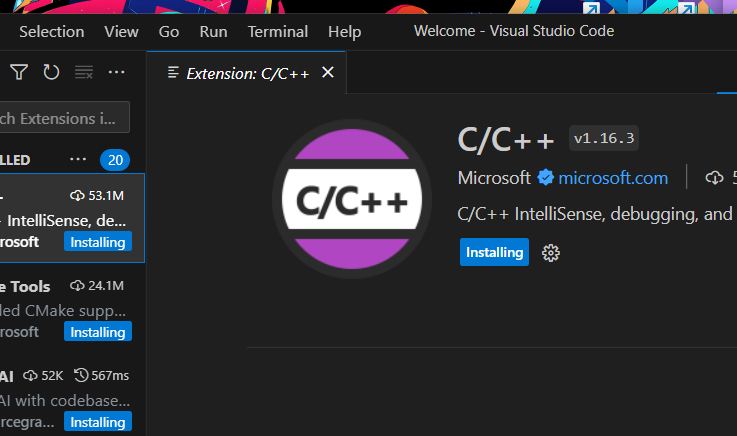 Selection View Go Run Terminal Help Welcome - Visual Studio Code
Extension: C/C++
ch Extensions i...
LLED 20
53.1M
IntelliSense, de...
rosoft Installing
e Tools 24.1M
led CMake supp...
rosoft Installing
AI 52K 567ms
AI with codebase...
rcegra... Installing
C/C++
C/C++ v1.16.3
Microsoft microsoft.com
C/C++ IntelliSense, debugging, and
Installing